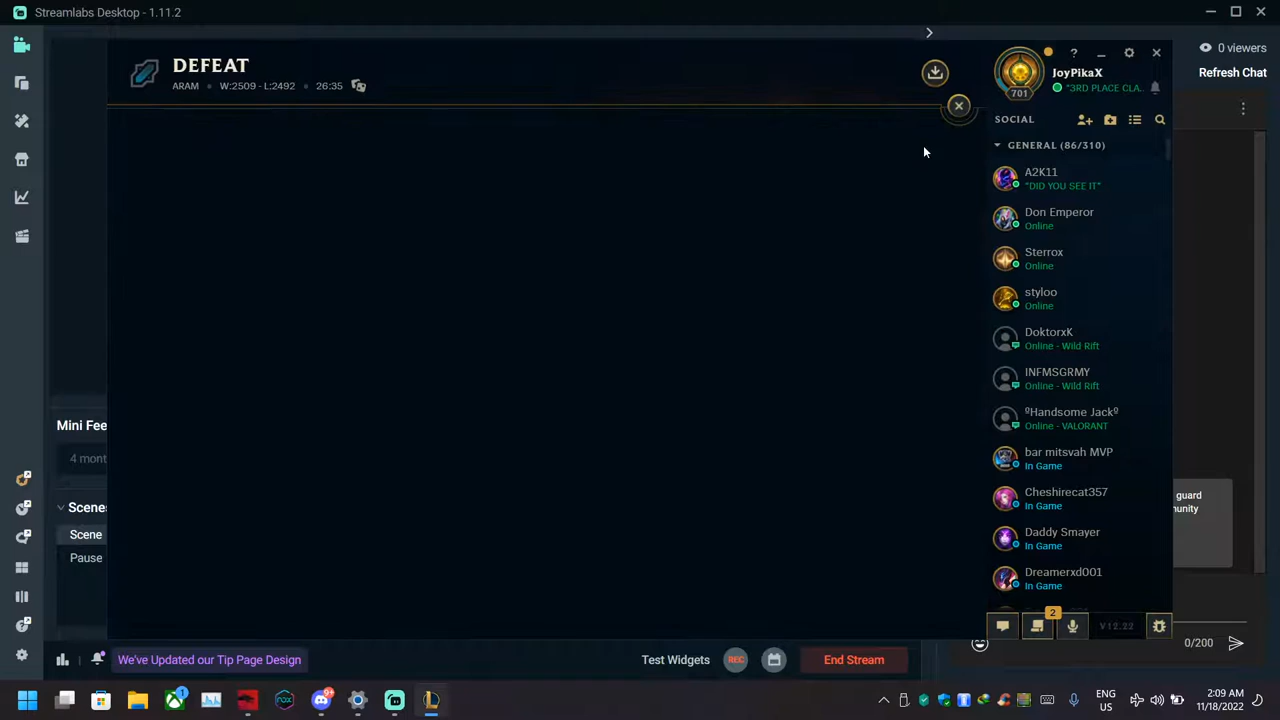 Streamlabs Desktop - 1.11.2
DEFEAT
ARAM W:2509 - L:2492 26:35
701
JoyPikaX
"3RD PLACE CLA..
0 viewers
Refresh Chat
SOCIAL
GENERAL (86/310)
A2K11
"DID YOU SEE IT"
Don Emperor
Online
Sterrox
Online
styloo
Online
DoktorxK
Online - Wild Rift
INFMSGRMY
Online - Wild Rift
ºHandsome Jackº
Online - VALORANT
bar mitsvah MVP
In Game
Cheshirecat357
In Game
Daddy Smayer
In Game
Dreamerxd001
In Game
Mini Fee
4 mont
Scenes
Scene
Pause
guard
nunity
2
V12.22
0/200
We've Updated our Tip Page Design
Test Widgets
REC
End Stream
ENG
US
2:09 AM
11/18/2022